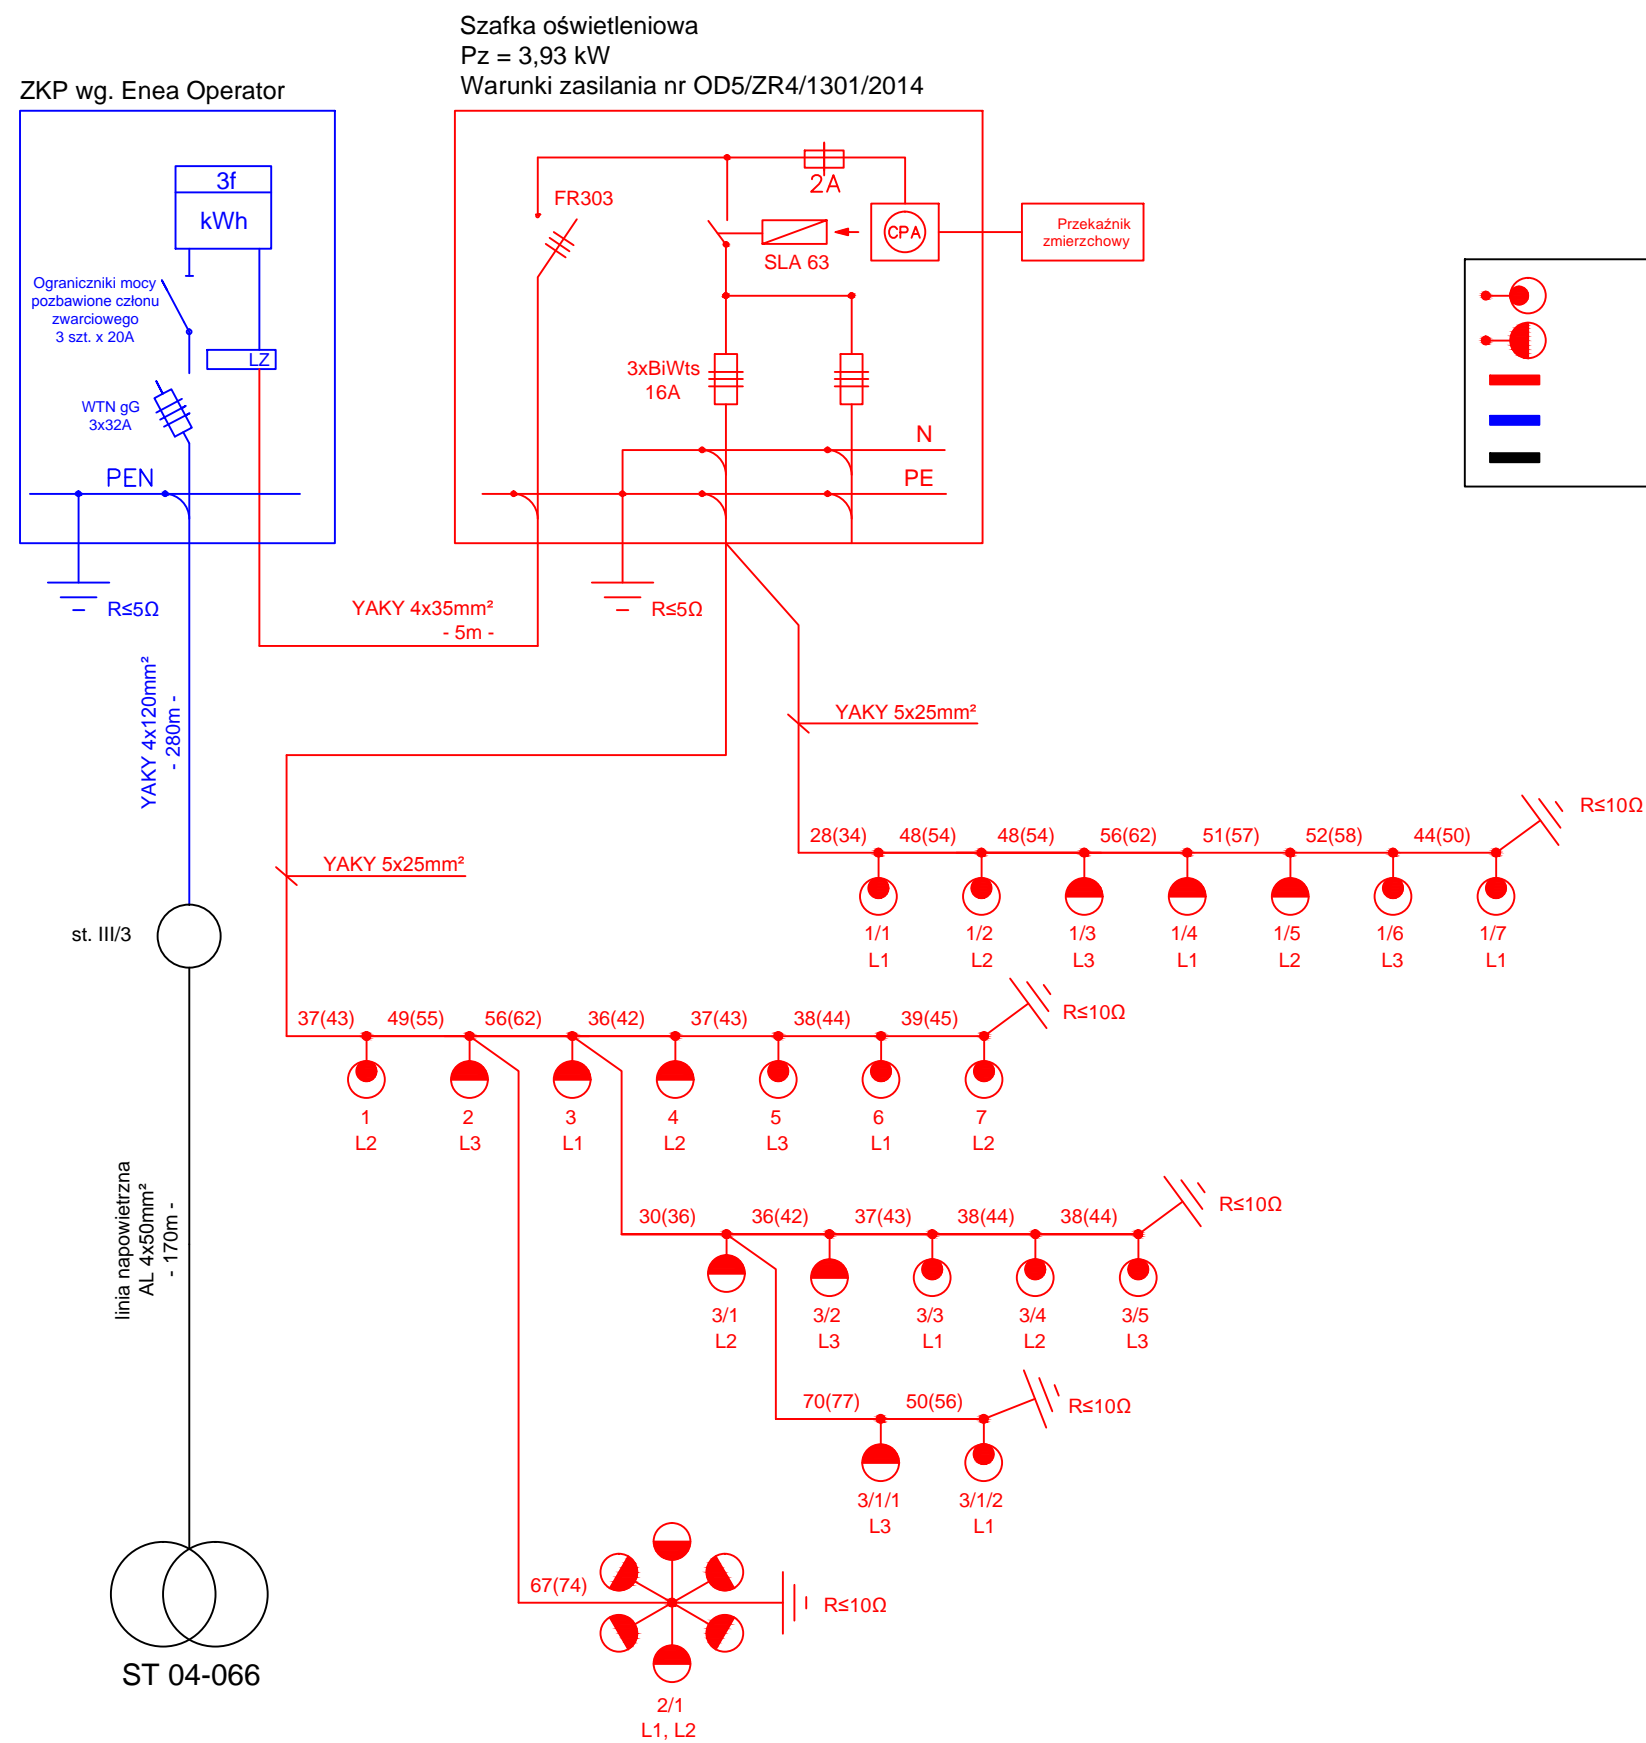 Szafka oświetleniowa
Pz = 3,93 kW
Warunki zasilania nr OD5/ZR4/1301/2014
ZKP wg. Enea Operator
3f
kWh
Ograniczniki mocy
pozbawione członu
zwarciowego
3 szt. x 20A
LZ
WTN gG
3x32A
PEN
R≤5Ω
FR303
2A
CPA
SLA 63
Przekaźnik
zmierzchowy
3xBiWts
16A
N
PE
R≤5Ω
YAKY 4x35mm²
- 5m -
YAKY 4x120mm²
- 280m -
YAKY 5x25mm²
YAKY 5x25mm²
R≤10Ω
28(34) 48(54) 48(54) 56(62) 51(57) 52(58) 44(50)
1/1 1/2 1/3 1/4 1/5 1/6 1/7
L1 L2 L3 L1 L2 L3 L1
st. III/3
R≤10Ω
37(43) 49(55) 56(62) 36(42) 37(43) 38(44) 39(45)
1 2 3 4 5 6 7
L2 L3 L1 L2 L3 L1 L2
linia napowietrzna
AL 4x50mm²
- 170m -
R≤10Ω
30(36) 36(42) 37(43) 38(44) 38(44)
3/1 3/2 3/3 3/4 3/5
L2 L3 L1 L2 L3
70(77) 50(56) R≤10Ω
3/1/1 3/1/2
L3 L1
67(74) R≤10Ω
2/1
L1, L2
ST 04-066